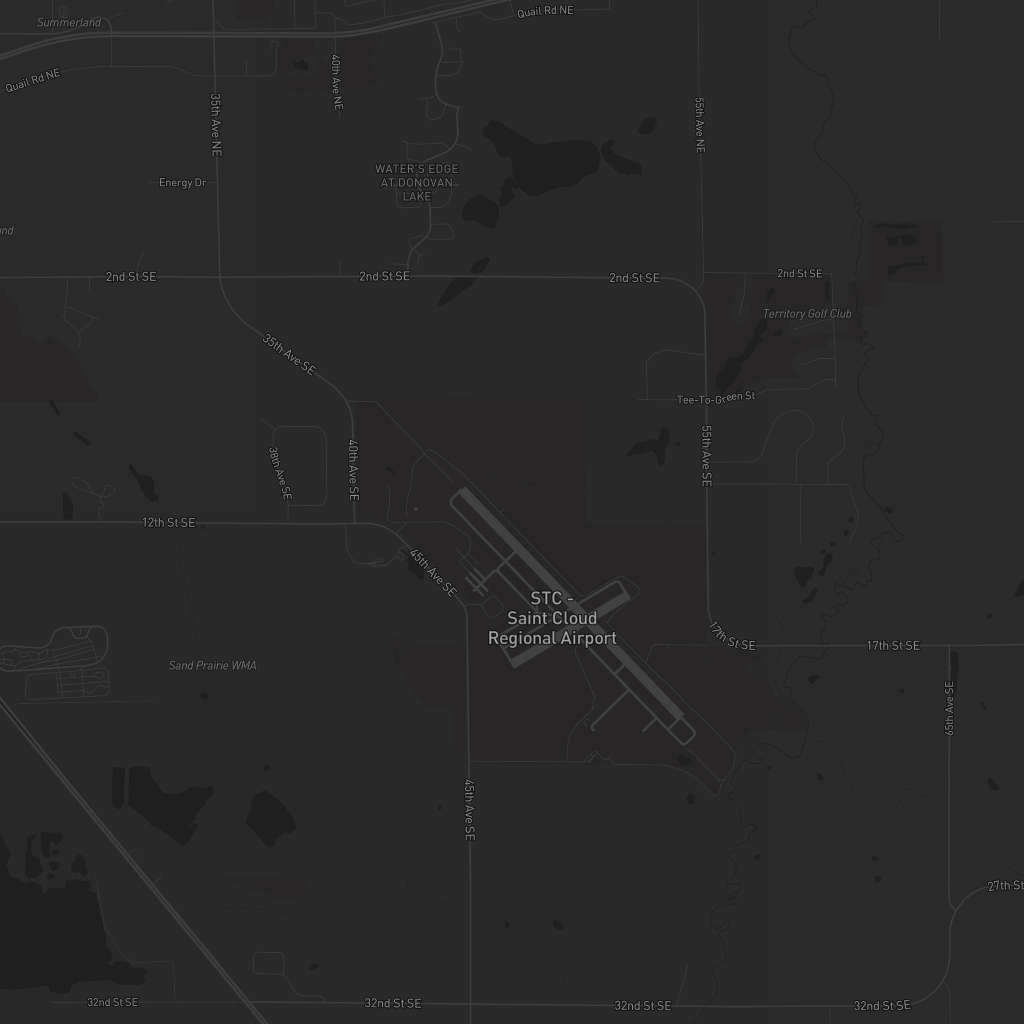 Quail Rd NE
Summerland
Quail Rd NE
40th Ave NE
35th Ave NE
55th Ave NE
WATER'S EDGE
AT DONOVAN
LAKE
Energy Dr
nd
2nd St SE
2nd St SE
2nd St SE
2nd St SE
Territory Golf Club
35th Ave SE
Tee-To-Green St
55th Ave SE
40th Ave SE
38th Ave SE
12th St SE
45th Ave SE
STC -
Saint Cloud
Regional Airport
17th St SE
17th St SE
Sand Prairie WMA
65th Ave SE
45th Ave SE
27th St
32nd St SE
32nd St SE
32nd St SE
32nd St SE